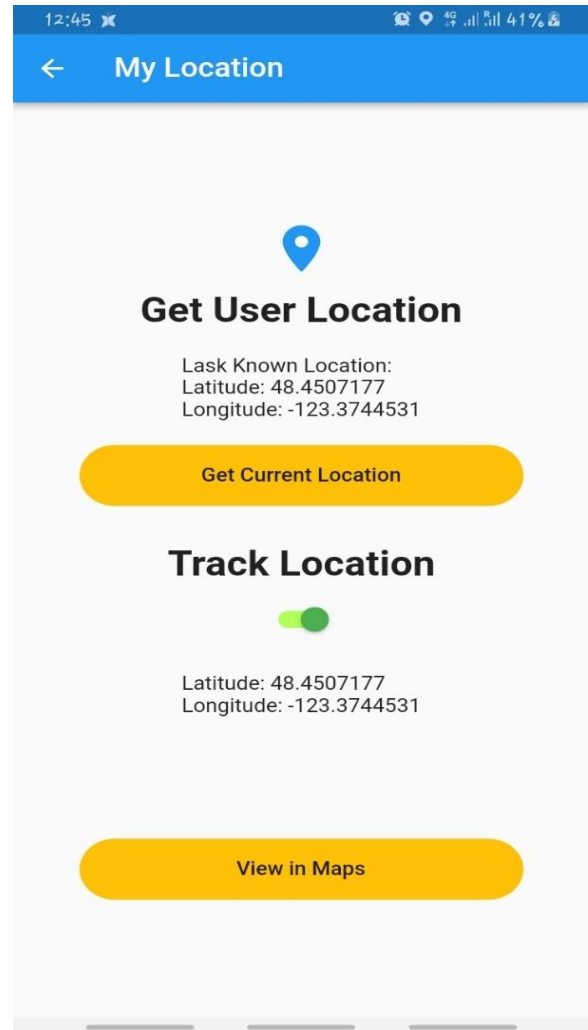 12:45 4G R 41%
My Location
Get User Location
Lask Known Location:
Latitude: 48.4507177
Longitude: -123.3744531
Get Current Location
Track Location
Latitude: 48.4507177
Longitude: -123.3744531
View in Maps